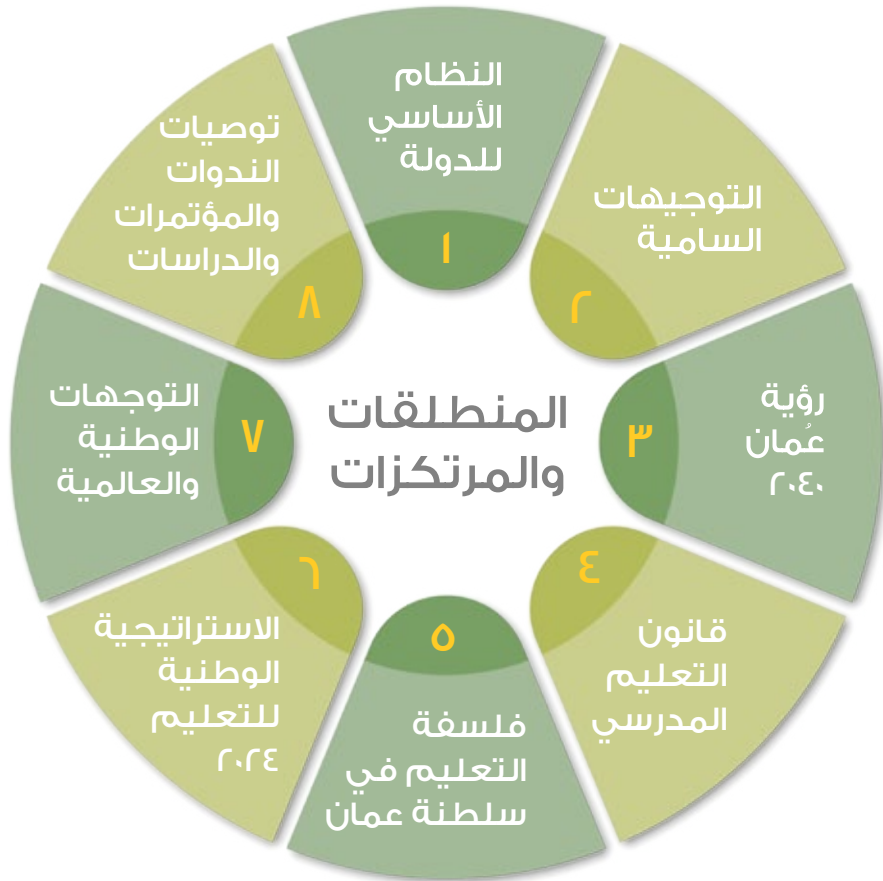 المنطلقات
والمرتكزات
النظام
الأساسي
للدولة
١
التوجيهات
السامية
٢
رؤية
عُمان
٢٠٤٠
٣
قانون
التعليم
المدرسي
٤
فلسفة
التعليم في
سلطنة عمان
٥
الاستراتيجية
الوطنية
للتعليم
٢٠٢٤
٦
التوجهات
الوطنية
والعالمية
٧
توصيات
الندوات
والمؤتمرات
والدراسات
٨